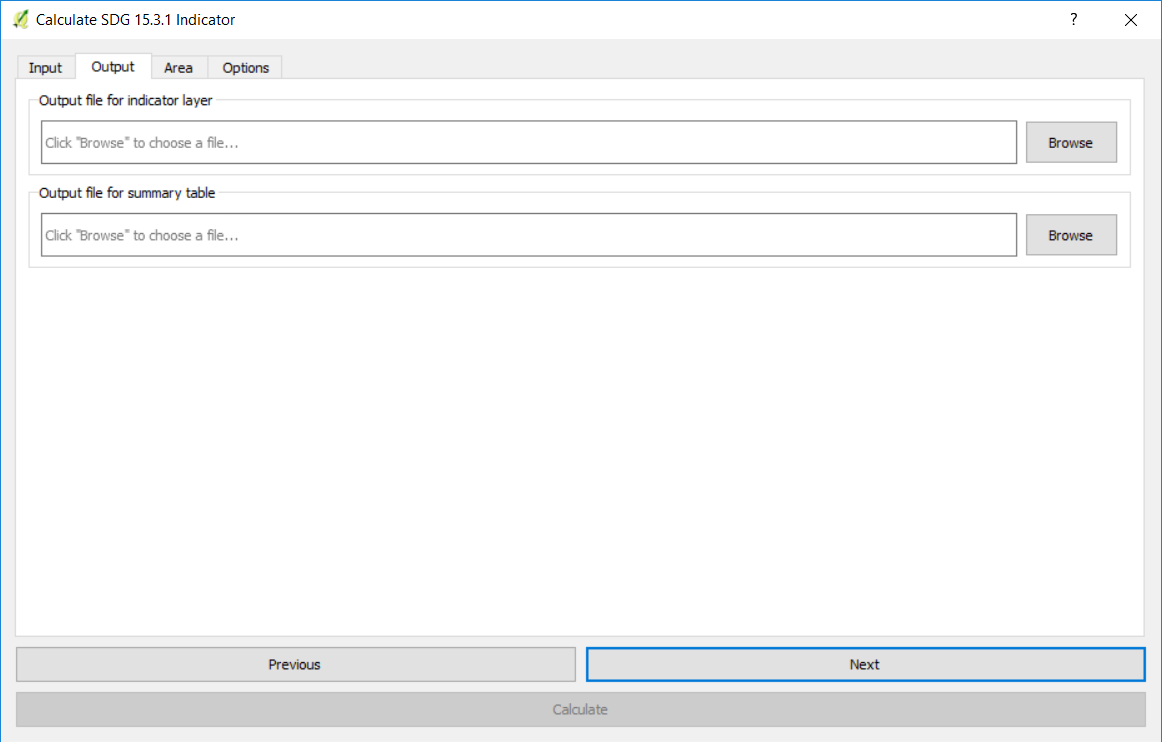 Calculate SDG 15.3.1 Indicator
?
Input Output Area Options
Output file for indicator layer
Click "Browse" to choose a file... Browse
Output file for summary table
Click "Browse" to choose a file... Browse
Previous Next
Calculate